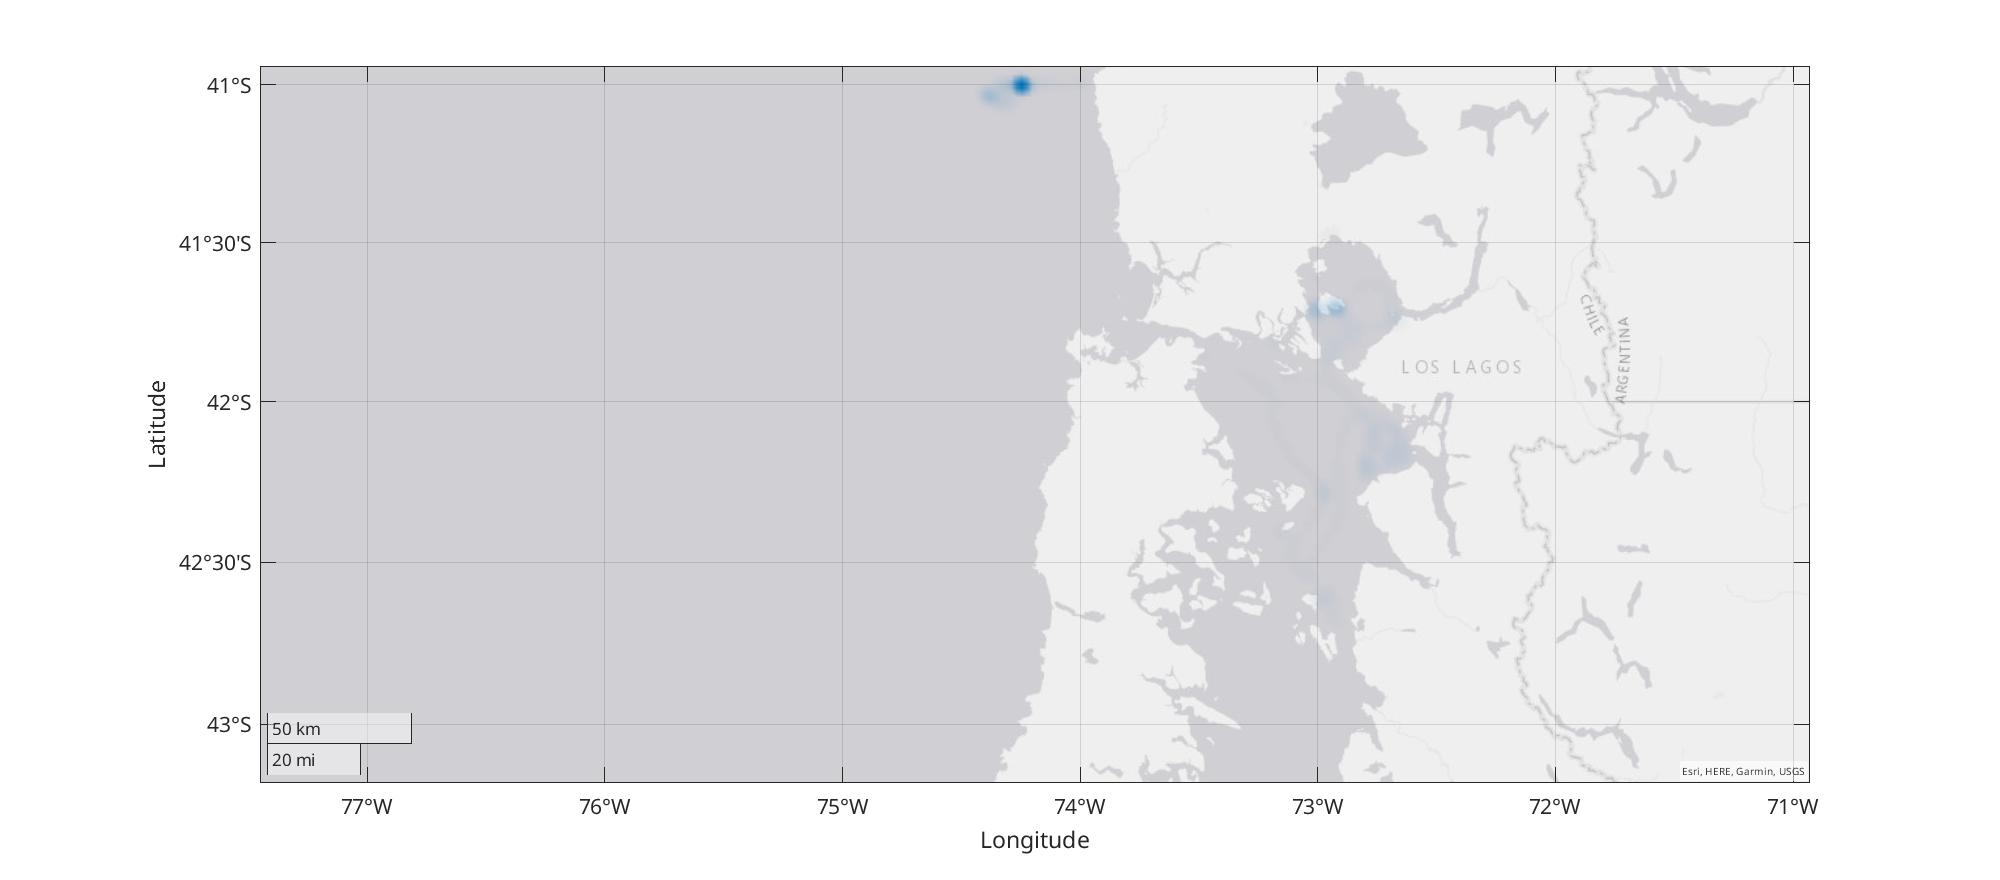 41°S
41°30'S
42°S
42°30'S
43°S
Latitude
CHILE
ARGENTINA
LOS LAGOS
50 km
20 mi
Esri, HERE, Garmin, USGS
77°W 76°W 75°W 74°W 73°W 72°W 71°W
Longitude